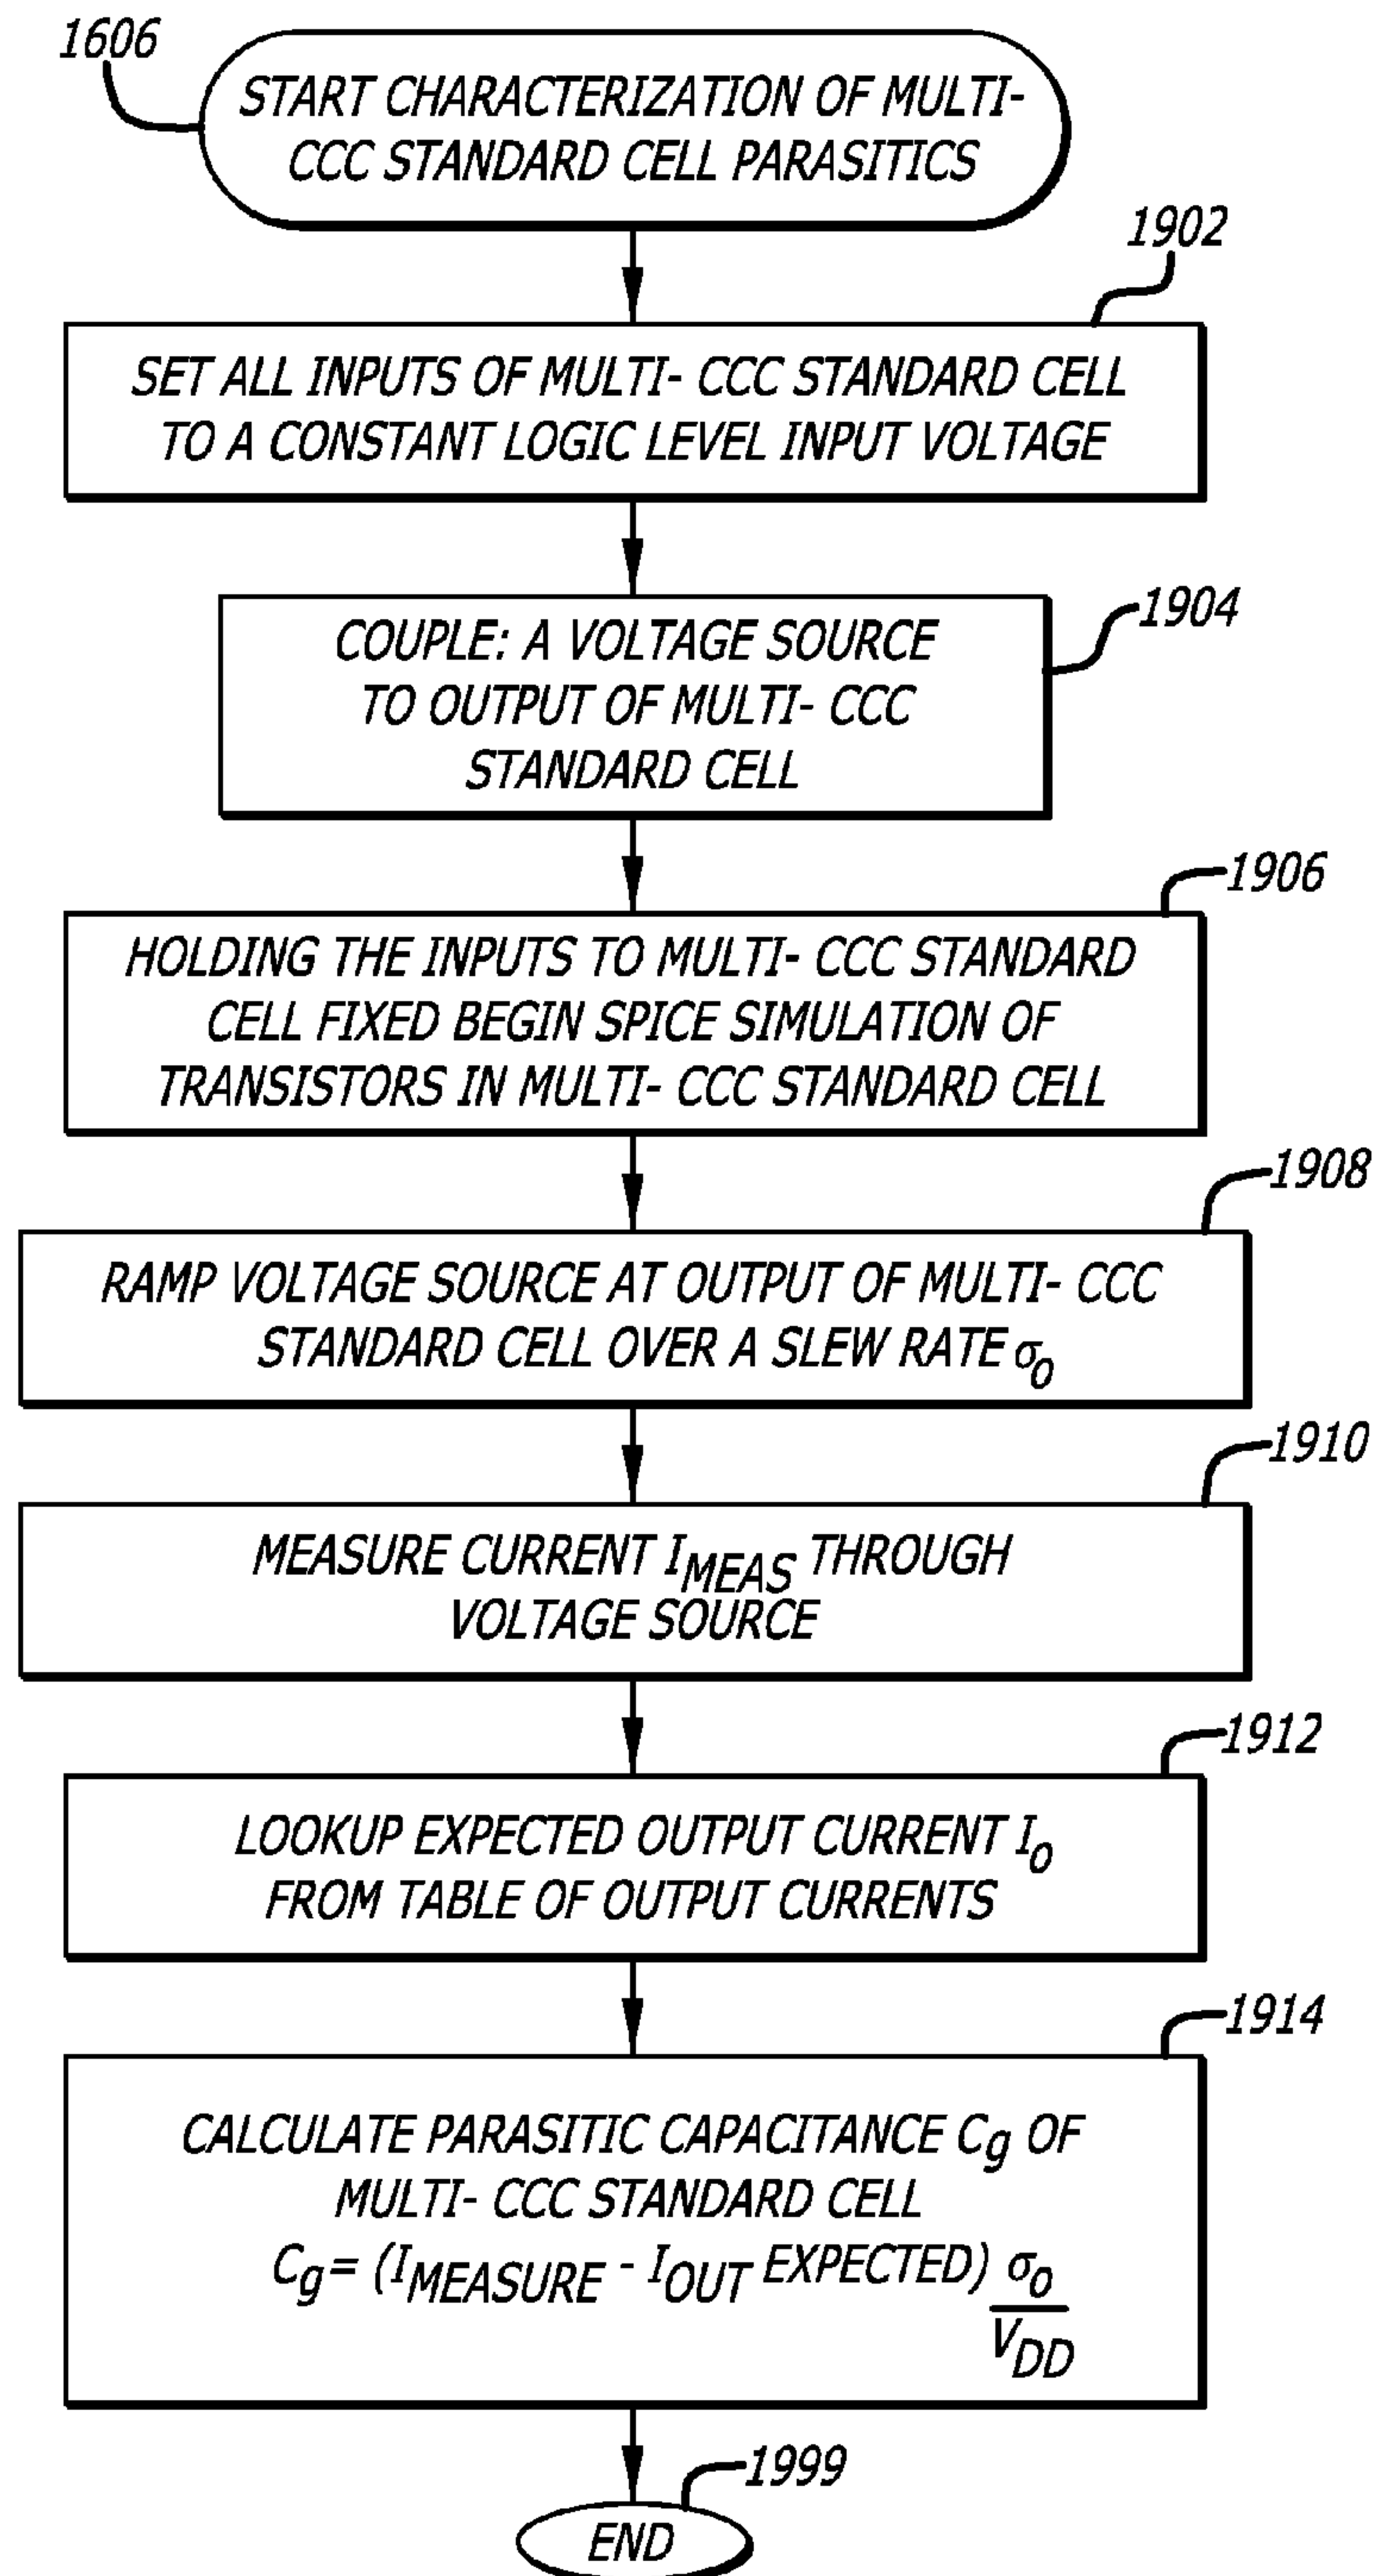 1606
START CHARACTERIZATION OF MULTI-
CCC STANDARD CELL PARASITICS
1902
SET ALL INPUTS OF MULTI- CCC STANDARD CELL
TO A CONSTANT LOGIC LEVEL INPUT VOLTAGE
1904
COUPLE: A VOLTAGE SOURCE
TO OUTPUT OF MULTI- CCC
STANDARD CELL
1906
HOLDING THE INPUTS TO MULTI- CCC STANDARD
CELL FIXED BEGIN SPICE SIMULATION OF
TRANSISTORS IN MULTI- CCC STANDARD CELL
1908
RAMP VOLTAGE SOURCE AT OUTPUT OF MULTI- CCC
STANDARD CELL OVER A SLEW RATE σo
1910
MEASURE CURRENT IMEAS THROUGH
VOLTAGE SOURCE
1912
LOOKUP EXPECTED OUTPUT CURRENT Io
FROM TABLE OF OUTPUT CURRENTS
1914
CALCULATE PARASITIC CAPACITANCE Cg OF
MULTI- CCC STANDARD CELL
Cg = (IMEASURE - IOUT EXPECTED) σo
VDD
1999
END